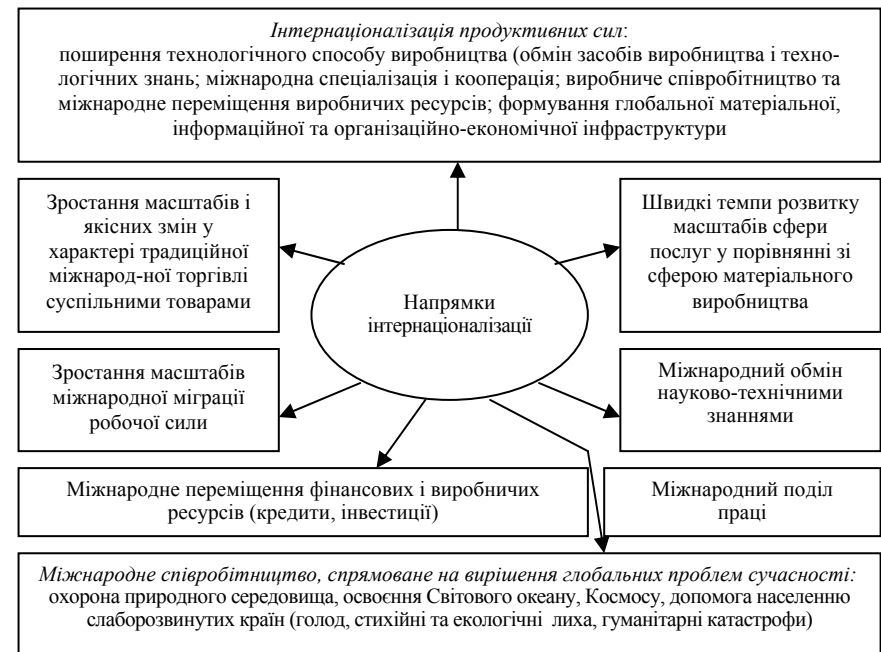 Інтернаціоналізація продуктивних сил:
поширення технологічного способу виробництва (обмін засобів виробництва і техно-
логічних знань; міжнародна спеціалізація і кооперація; виробниче співробітництво та
міжнародне переміщення виробничих ресурсів; формування глобальної матеріальної,
інформаційної та організаційно-економічної інфраструктури
Зростання масштабів і
якісних змін у
характері традиційної
міжнарод-ної торгівлі
суспільними товарами
Швидкі темпи розвитку
масштабів сфери
послуг у порівнянні зі
сферою матеріального
виробництва
Напрямки
інтернаціоналізації
Зростання масштабів
міжнародної міграції
робочої сили
Міжнародний обмін
науково-технічними
знаннями
Міжнародне переміщення фінансових і виробничих
ресурсів (кредити, інвестиції)
Міжнародний поділ
праці
Міжнародне співробітництво, спрямоване на вирішення глобальних проблем сучасності:
охорона природного середовища, освоєння Світового океану, Космосу, допомога населенню
слаборозвинутих країн (голод, стихійні та екологічні лиха, гуманітарні катастрофи)